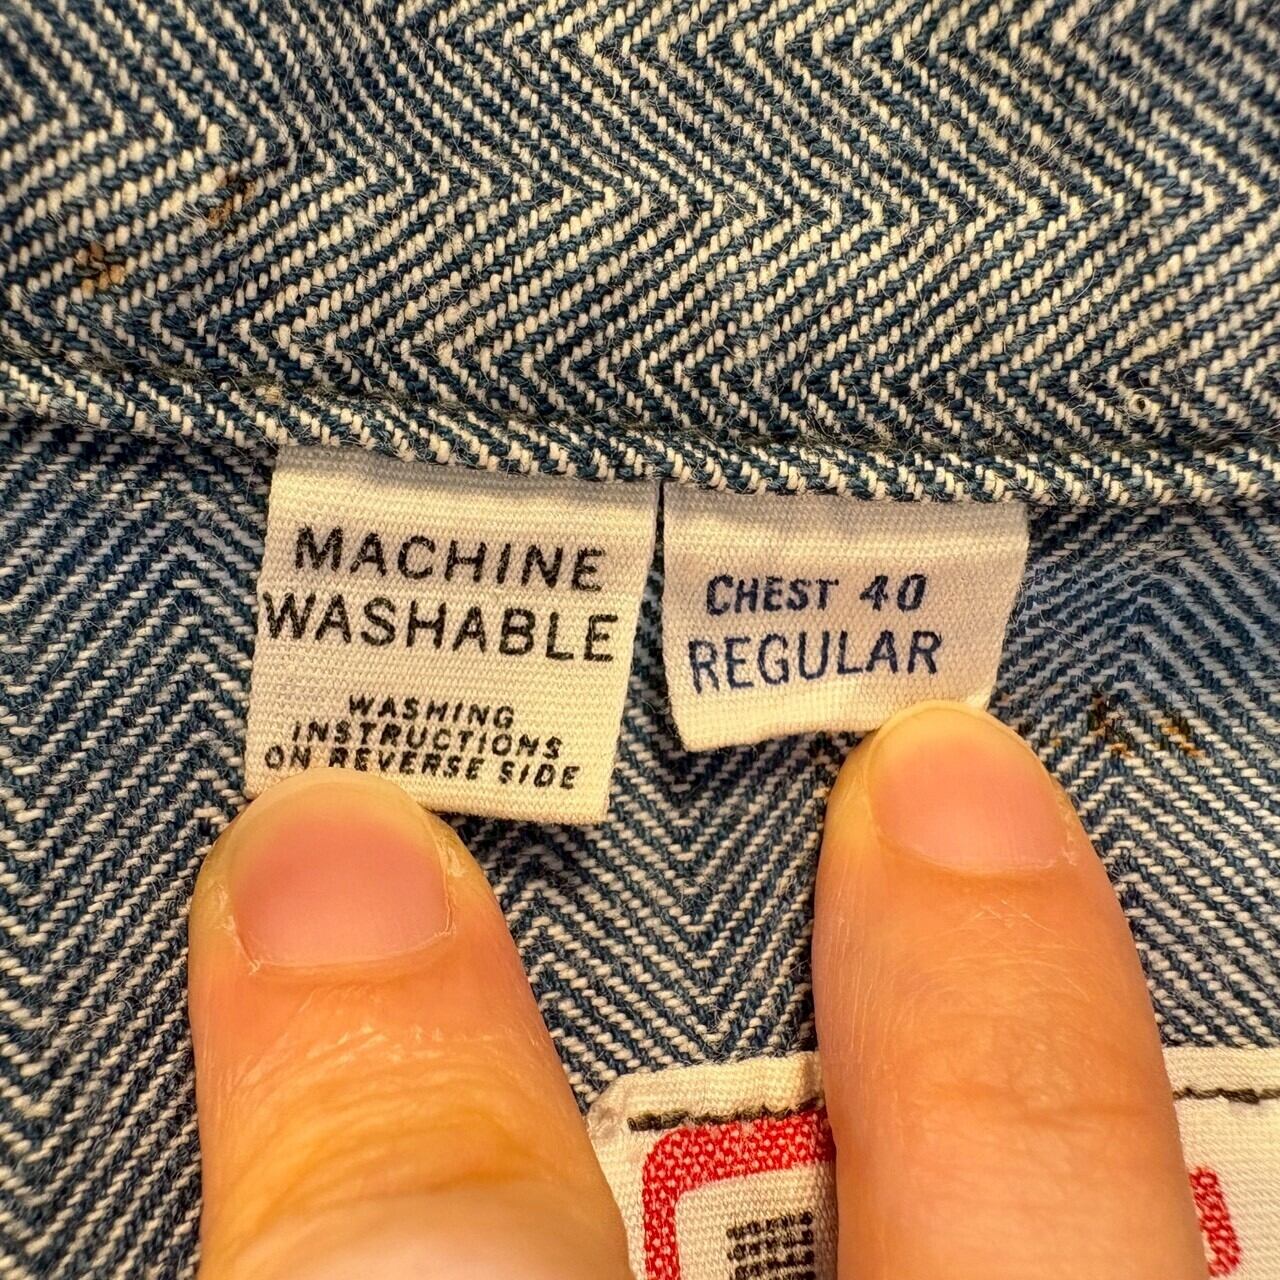 MACHINE
WASHABLE
WASHING
INSTRUCTIONS
ON REVERSE SIDE
CHEST 40
REGULAR